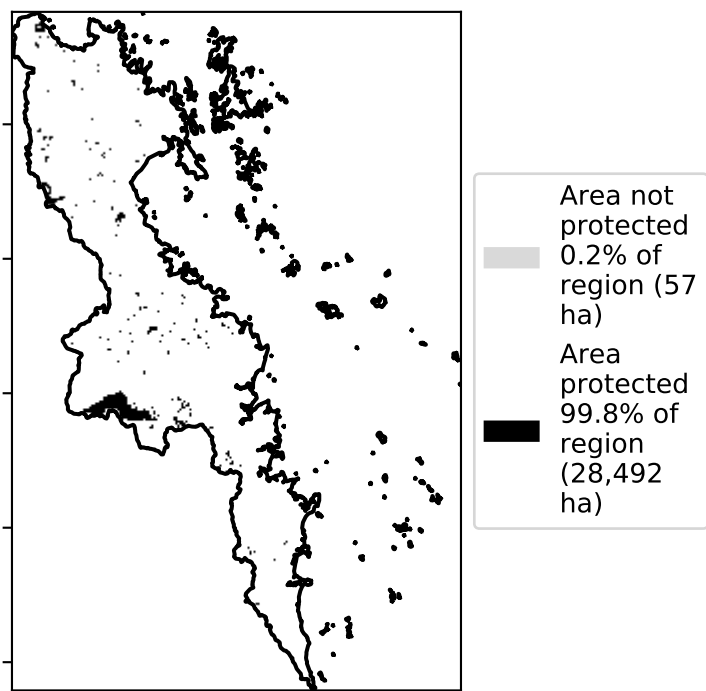 Area not
protected
0.2% of
region (57
ha)
Area
protected
99.8% of
region
(28,492
ha)